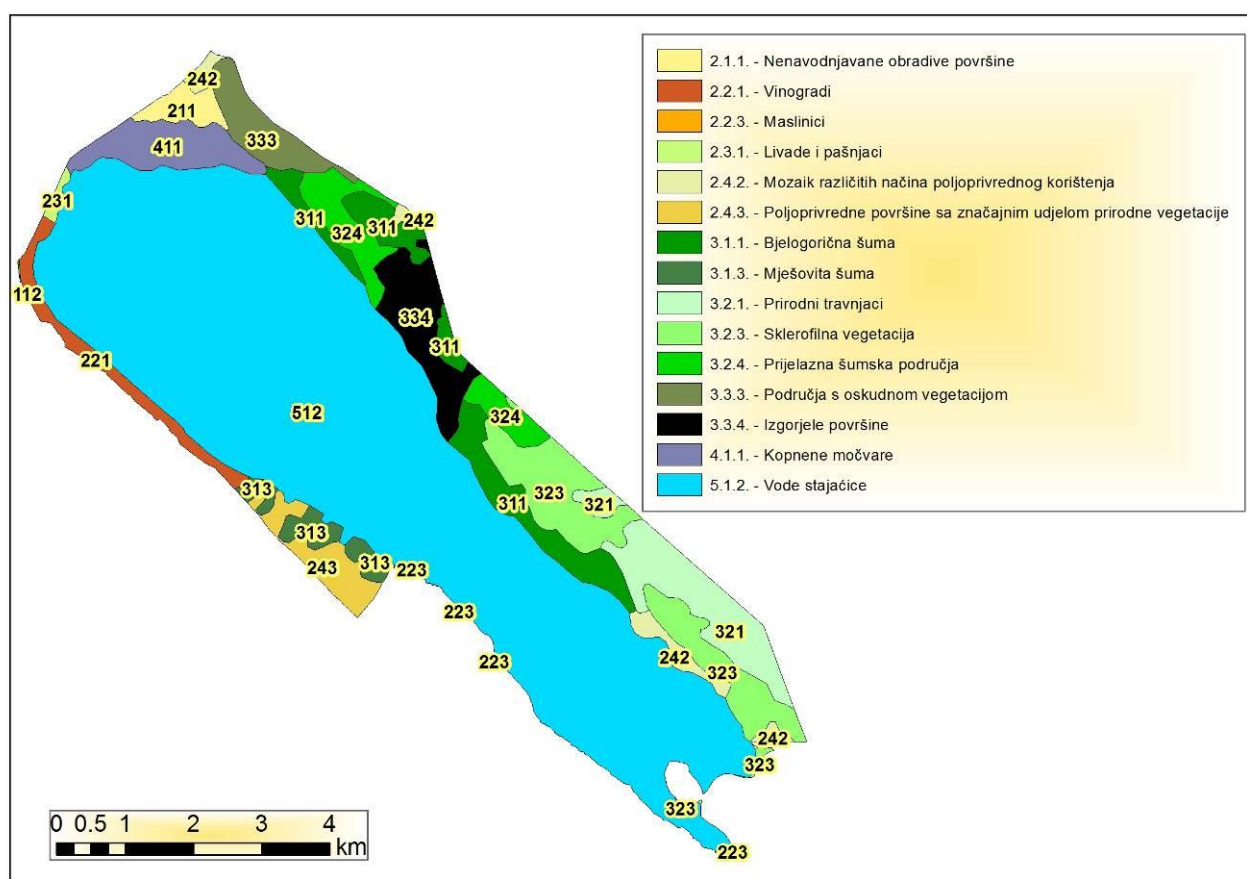 2.1.1. - Nenavodnjavane obradive površine
2.2.1. - Vinogradi
2.2.3. - Maslinici
2.3.1. - Livade i pašnjaci
2.4.2. - Mozaik različitih načina poljoprivrednog korištenja
2.4.3. - Poljoprivredne površine sa značajnim udjelom prirodne vegetacije
3.1.1. - Bjelogorična šuma
3.1.3. - Mješovita šuma
3.2.1. - Prirodni travnjaci
3.2.3. - Sklerofilna vegetacija
3.2.4. - Prijelazna šumska područja
3.3.3. - Područja s oskudnom vegetacijom
3.3.4. - Izgorjele površine
4.1.1. - Kopnene močvare
5.1.2. - Vode stajaćice
242
211
333
411
231
311
324
311
242
112
334
311
221
512
324
313
323
321
311
313
313
243
223
223
223
321
242
323
242
323
323
223
0 0.5 1 2 3 4
km